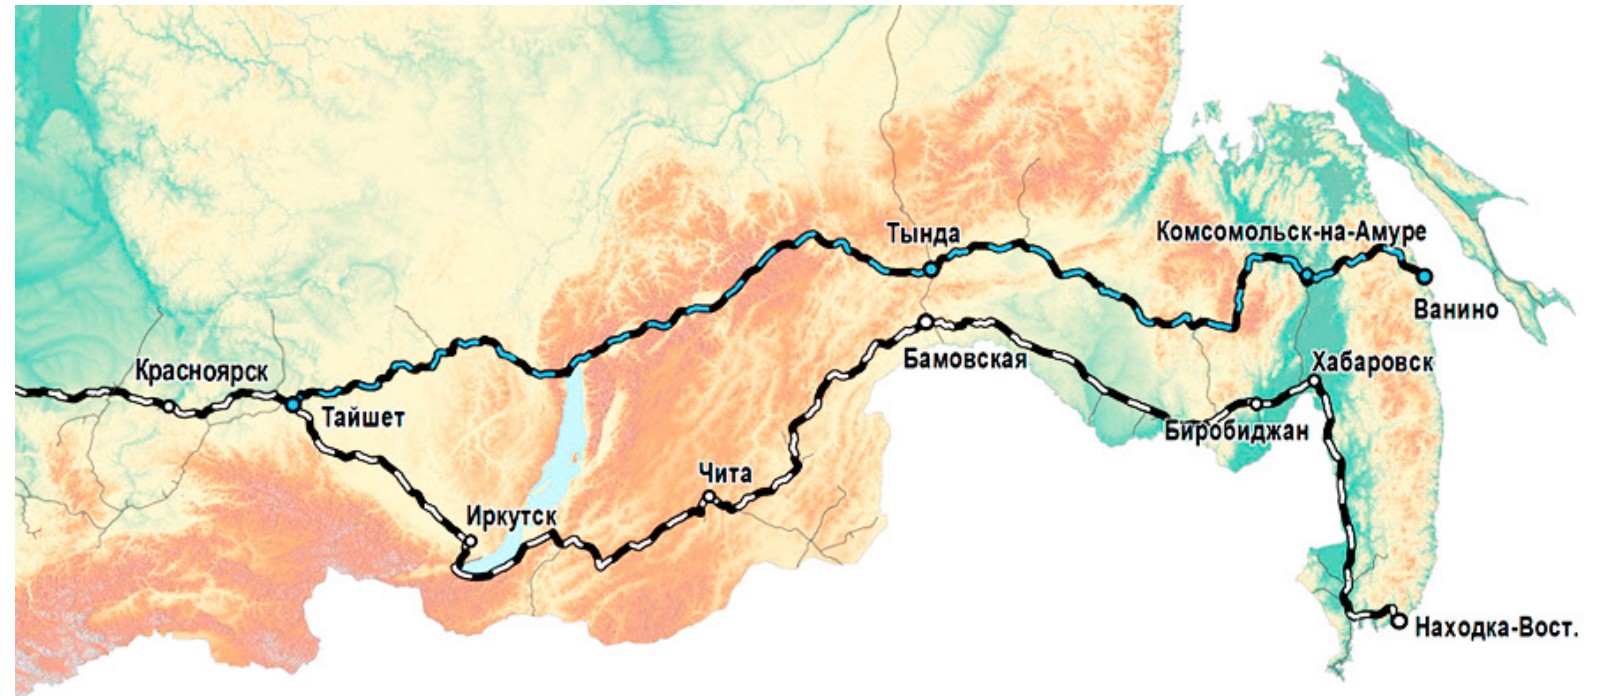 Тында
Комсомольск-на-Амуре
Ванино
Красноярск
Тайшет
Бамовская
Хабаровск
Биробиджан
Чита
Иркутск
Находка-Вост.